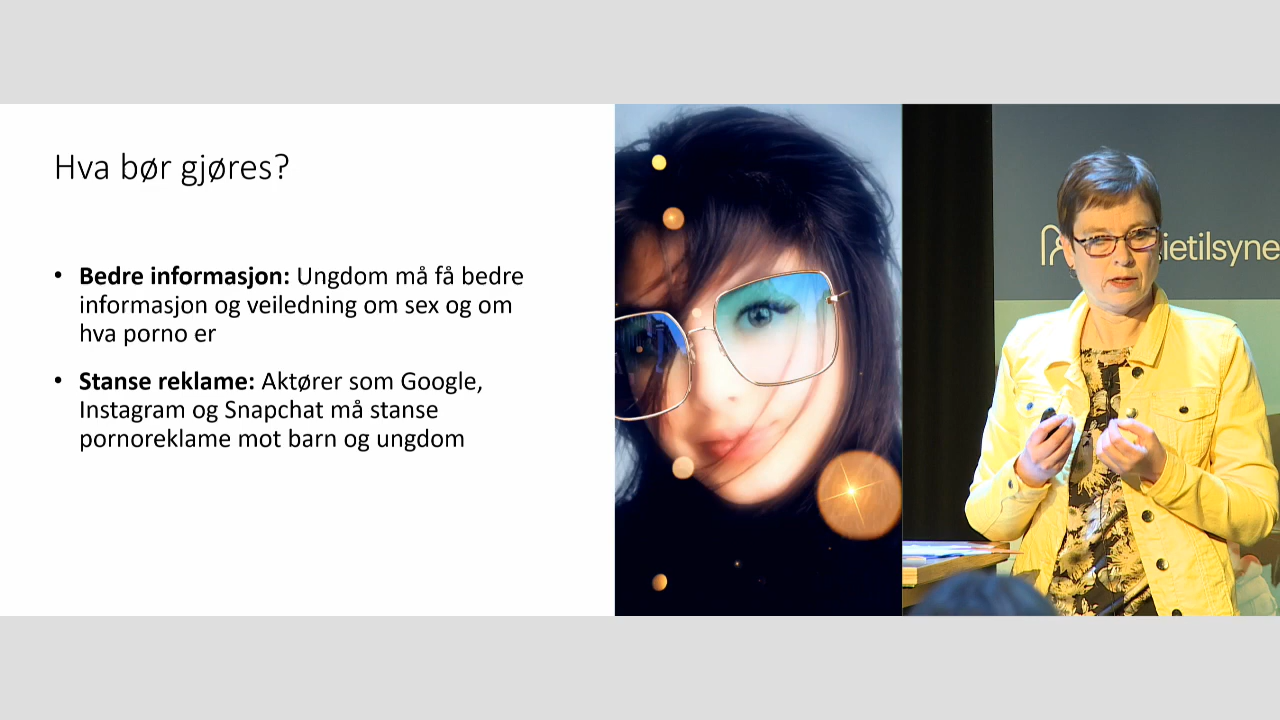 Hva bør gjøres?
• Bedre informasjon: Ungdom må få bedre
informasjon og veiledning om sex og om
hva porno er
• Stanse reklame: Aktører som Google,
Instagram og Snapchat må stanse
pornoreklame mot barn og ungdom